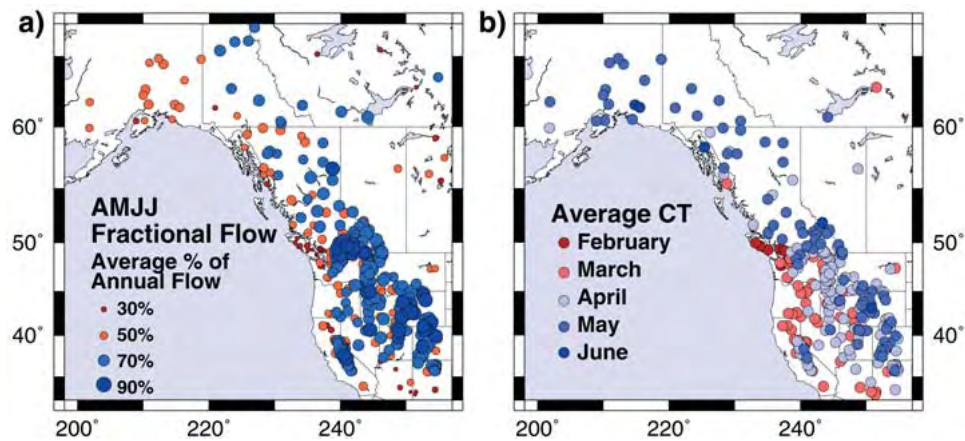 a)
60°
50°
40°
AMJJ
Fractional Flow
Average % of
Annual Flow
30%
50%
70%
90%
200°
220°
240°
b)
60°
50°
40°
Average CT
February
March
April
May
June
200°
220°
240°